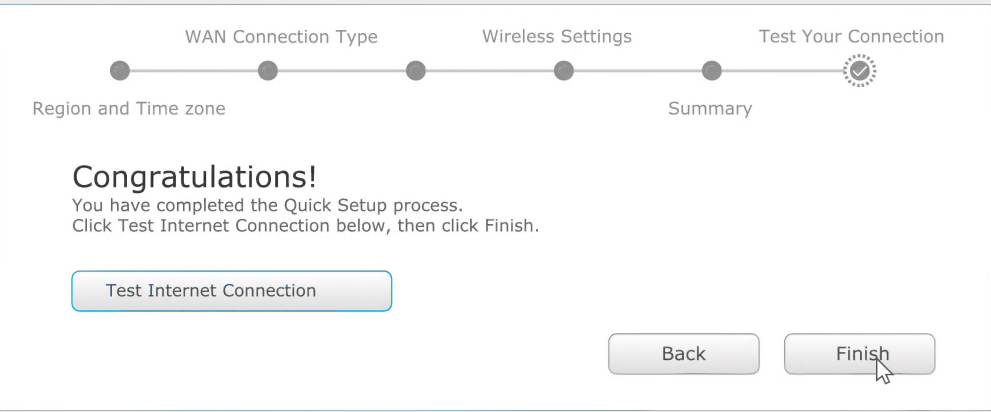 WAN Connection Type
Wireless Settings
Test Your Connection
Region and Time zone
Summary
Congratulations!
You have completed the Quick Setup process.
Click Test Internet Connection below, then click Finish.
Test Internet Connection
Back
Finish